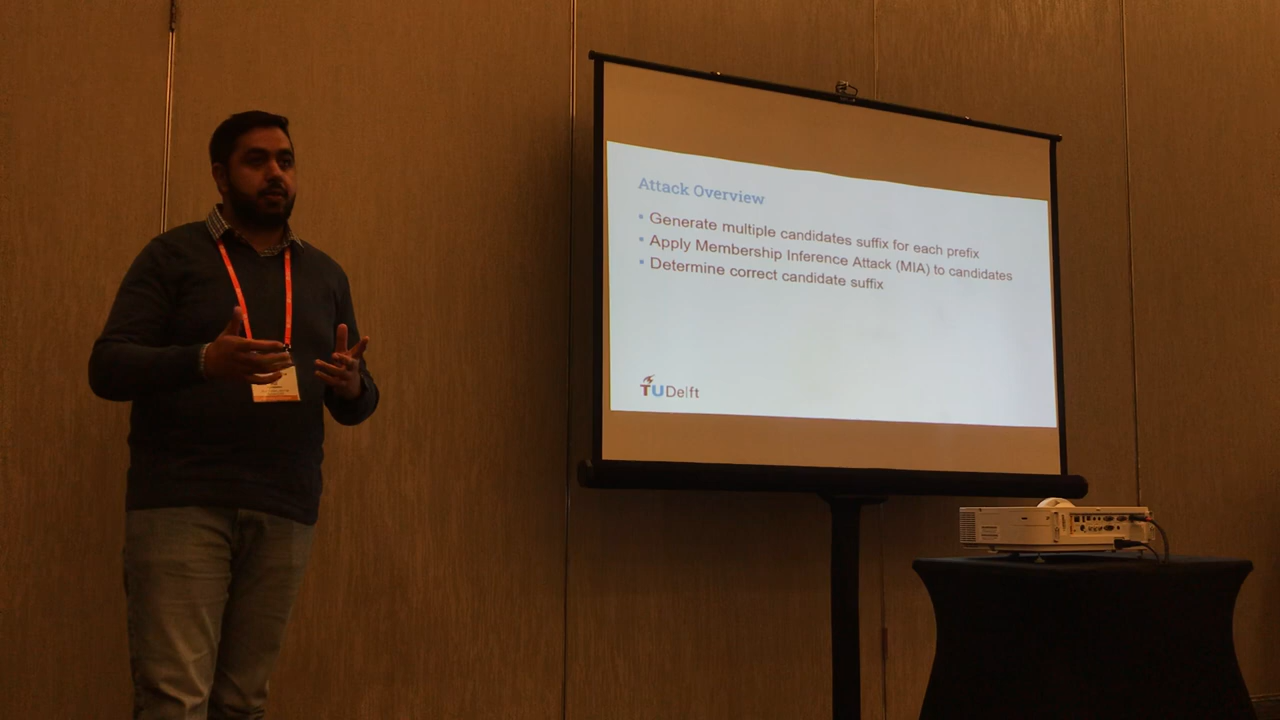 Attack Overview
Generate multiple candidates suffix for each prefix
Apply Membership Inference Attack (MIA) to candidates
Determine correct candidate suffix
TUDelft